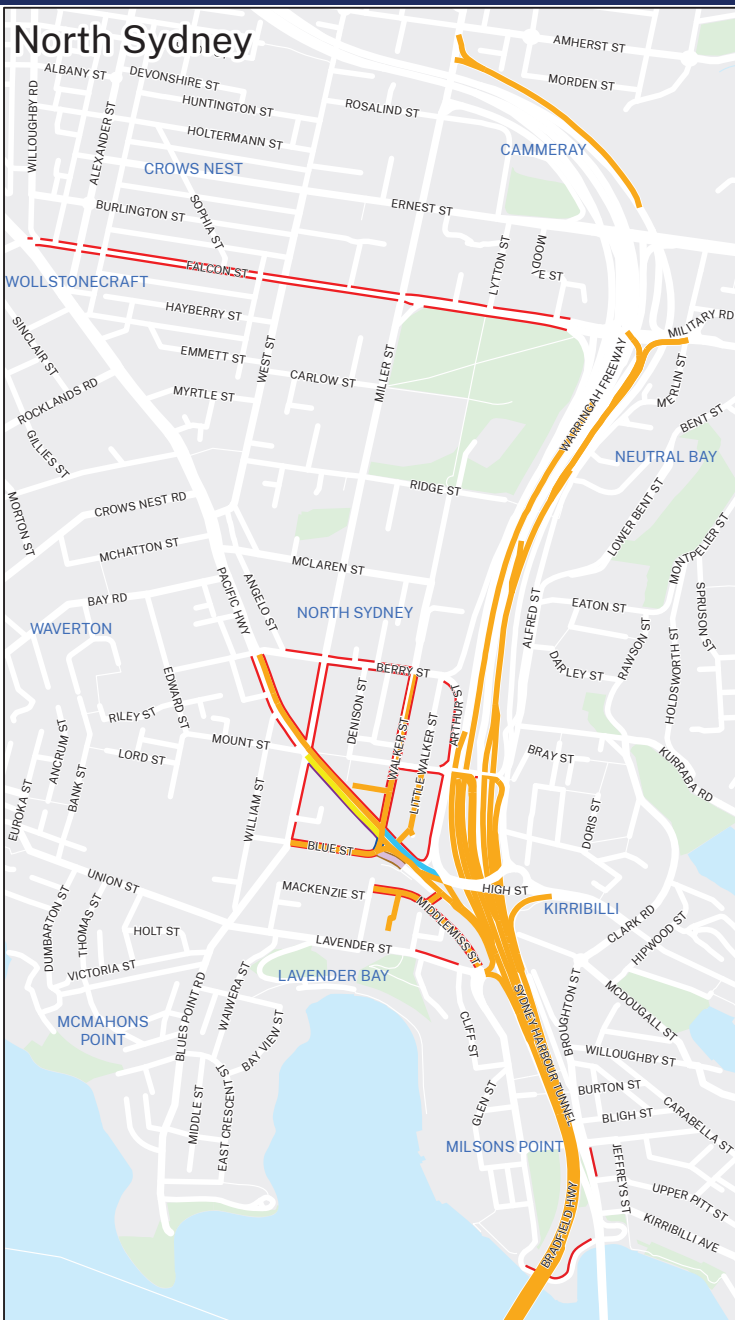 North Sydney
AMHERST ST
ALBANY ST
DEVONSHIRE ST
MORDEN ST
HUNTINGTON ST
ROSALIND ST
WILLOUGHBY RD
ALEXANDER ST
HOLTERMANN ST
CAMMERAY
CROWS NEST
BURLINGTON ST
SOPHIA ST
ERNEST ST
LYTTON ST
MOODY
E ST
FALCON ST
WOLLSTONECRAFT
HAYBERRY ST
MILITARY RD
SINCLAIR ST
EMMETT ST
WEST ST
CARLOW ST
MILLER ST
WARRINGAH FREEWAY
MERLIN ST
ROCKLANDS RD
MYRTLE ST
BENT ST
GILLIES ST
NEUTRAL BAY
RIDGE ST
MORTON ST
CROWS NEST RD
LOWER BENT ST
MCHATTON ST
MONTPELIER ST
MCLAREN ST
PACIFIC HWY
ANGELO ST
BAY RD
NORTH SYDNEY
ALFRED ST
EATON ST
SPRUSON ST
WAVERTON
RAWSON ST
HOLDSWORTH ST
DARLEY ST
EDWARD ST
BERRY ST
RILEY ST
DENISON ST
ARTHUR ST
ANCRUM ST
MOUNT ST
WALKER ST
LITTLE WALKER ST
LORD ST
BRAY ST
KURRABA RD
BANK ST
EUROKA ST
WILLIAM ST
DORIS ST
BLUE ST
UNION ST
MACKENZIE ST
HIGH ST
DUMBARTON ST
THOMAS ST
KIRRIBILLI
HOLT ST
MIDDLEMISS ST
CLARK RD
HIPWOOD ST
LAVENDER ST
VICTORIA ST
LAVENDER BAY
BLUES POINT RD
WAIWERA ST
SYDNEY HARBOUR TUNNEL
BROUGHTON ST
MCDOUGALL ST
MCMAHONS
POINT
BAY VIEW ST
CLIFF ST
WILLOUGHBY ST
MIDDLE ST
EAST CRESCENT ST
GLEN ST
BURTON ST
BLIGH ST
CARABELLA ST
MILSONS POINT
JEFFREYS ST
UPPER PITT ST
BRADFIELD HWY
KIRRIBILLI AVE